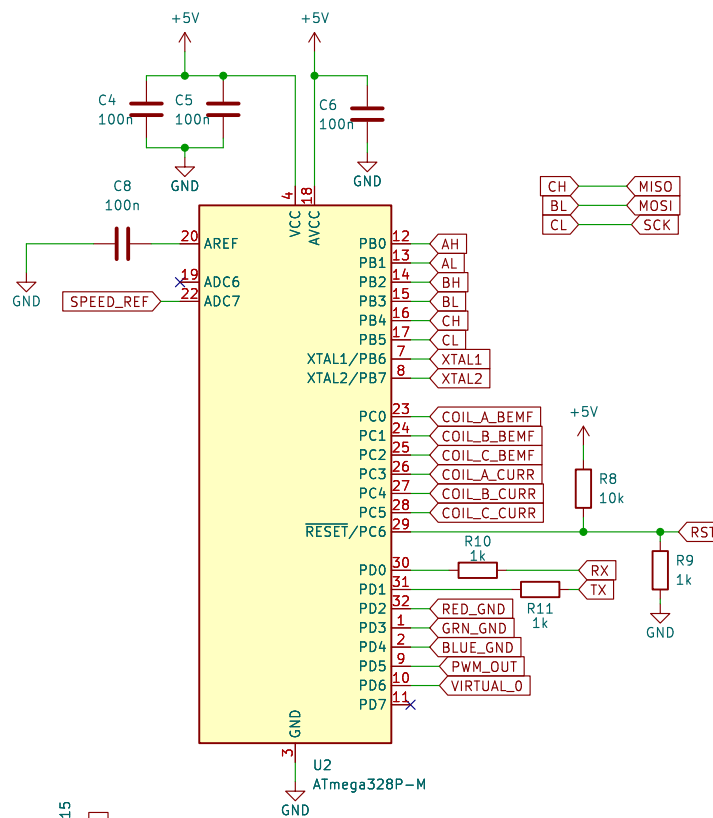 +5V
+5V
C4
100n
C5
100n
C6
100n
GND
GND
C8
100n
GND
4
18
VCC
AVCC
CH MISO
BL MOSI
CL SCK
20 AREF
19 ADC6
SPEED_REF 22 ADC7
PB0 12 AH
PB1 13 AL
PB2 14 BH
PB3 15 BL
PB4 16 CH
PB5 17 CL
XTAL1/PB6 7 XTAL1
XTAL2/PB7 8 XTAL2
PC0 23 COIL_A_BEMF
PC1 24 COIL_B_BEMF
PC2 25 COIL_C_BEMF
PC3 26 COIL_A_CURR
PC4 27 COIL_B_CURR
PC5 28 COIL_C_CURR
RESET/PC6 29 RST
+5V
R8
10k
R9
1k
GND
R10
1k
PD0 30 RX
PD1 31 TX
R11
1k
PD2 32 RED_GND
PD3 1 GRN_GND
PD4 2 BLUE_GND
PD5 9 PWM_OUT
PD6 10 VIRTUAL_0
PD7 11
GND
3
U2
ATmega328P-M
GND
15